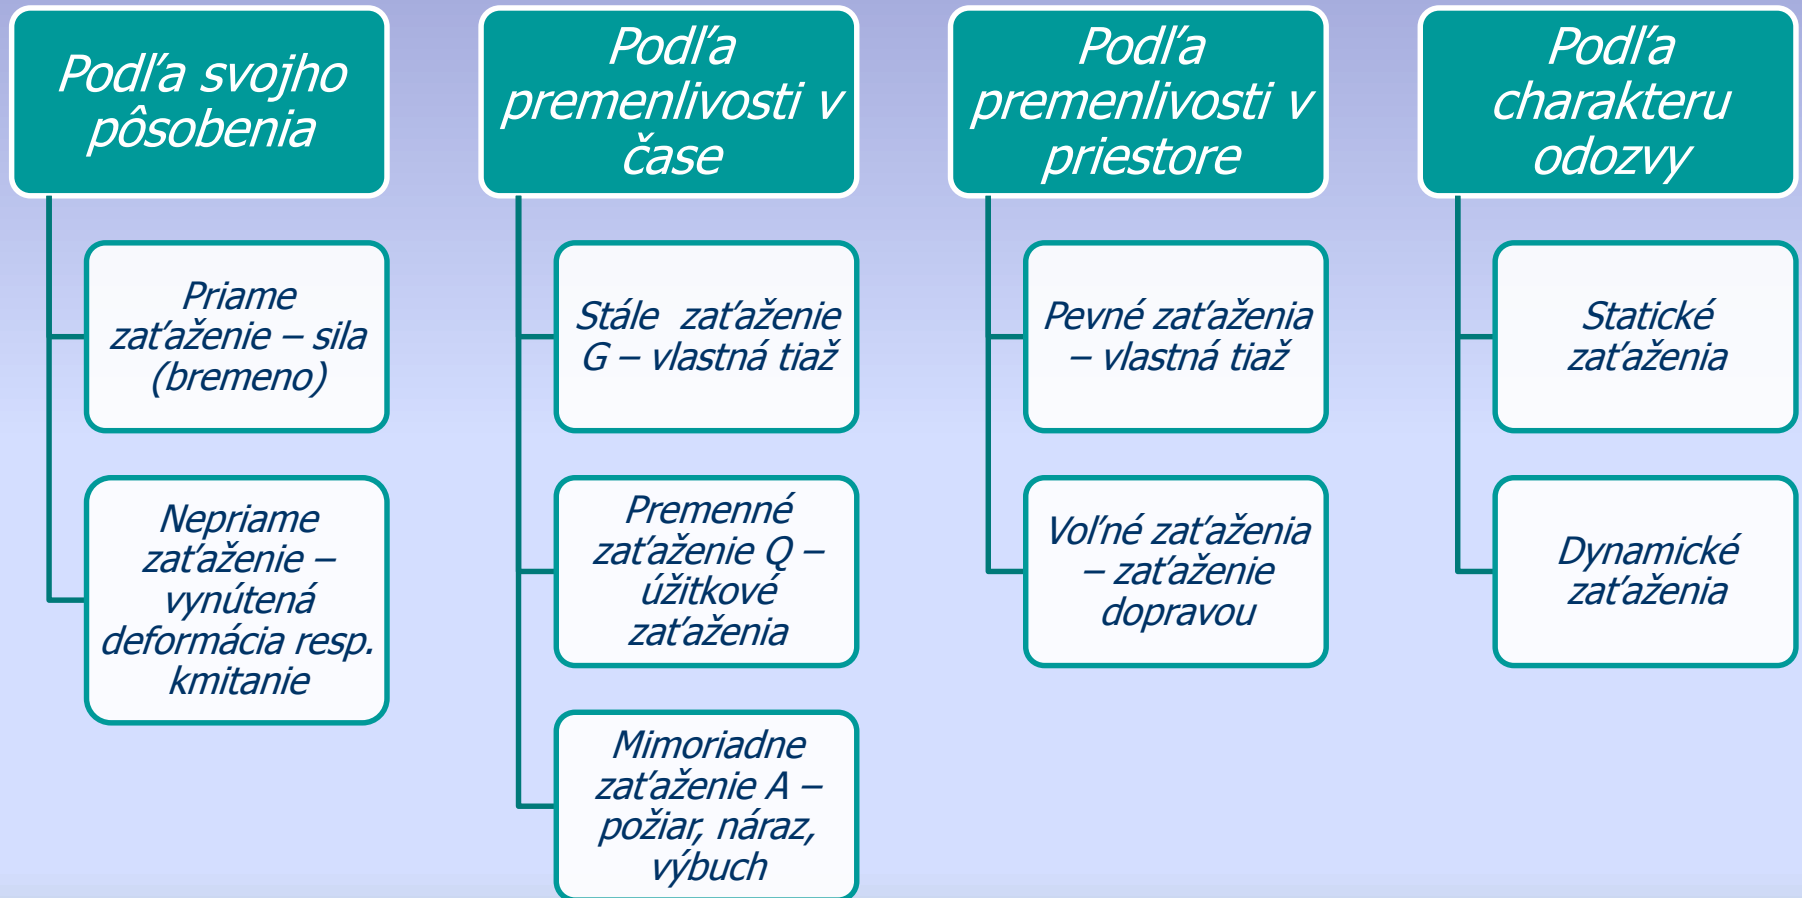 Podľa svojho
pôsobenia
Priame
zaťaženie – sila
(bremeno)
Nepriame
zaťaženie –
vynútená
deformácia resp.
kmitanie
Podľa
premenlivosti v
čase
Stále  zaťaženie
G – vlastná tiaž
Premenné
zaťaženie Q –
úžitkové
zaťaženia
Mimoriadne
zaťaženie A –
požiar, náraz,
výbuch
Podľa
premenlivosti v
priestore
Pevné zaťaženia
– vlastná tiaž
Voľné zaťaženia
– zaťaženie
dopravou
Podľa
charakteru
odozvy
Statické
zaťaženia
Dynamické
zaťaženia